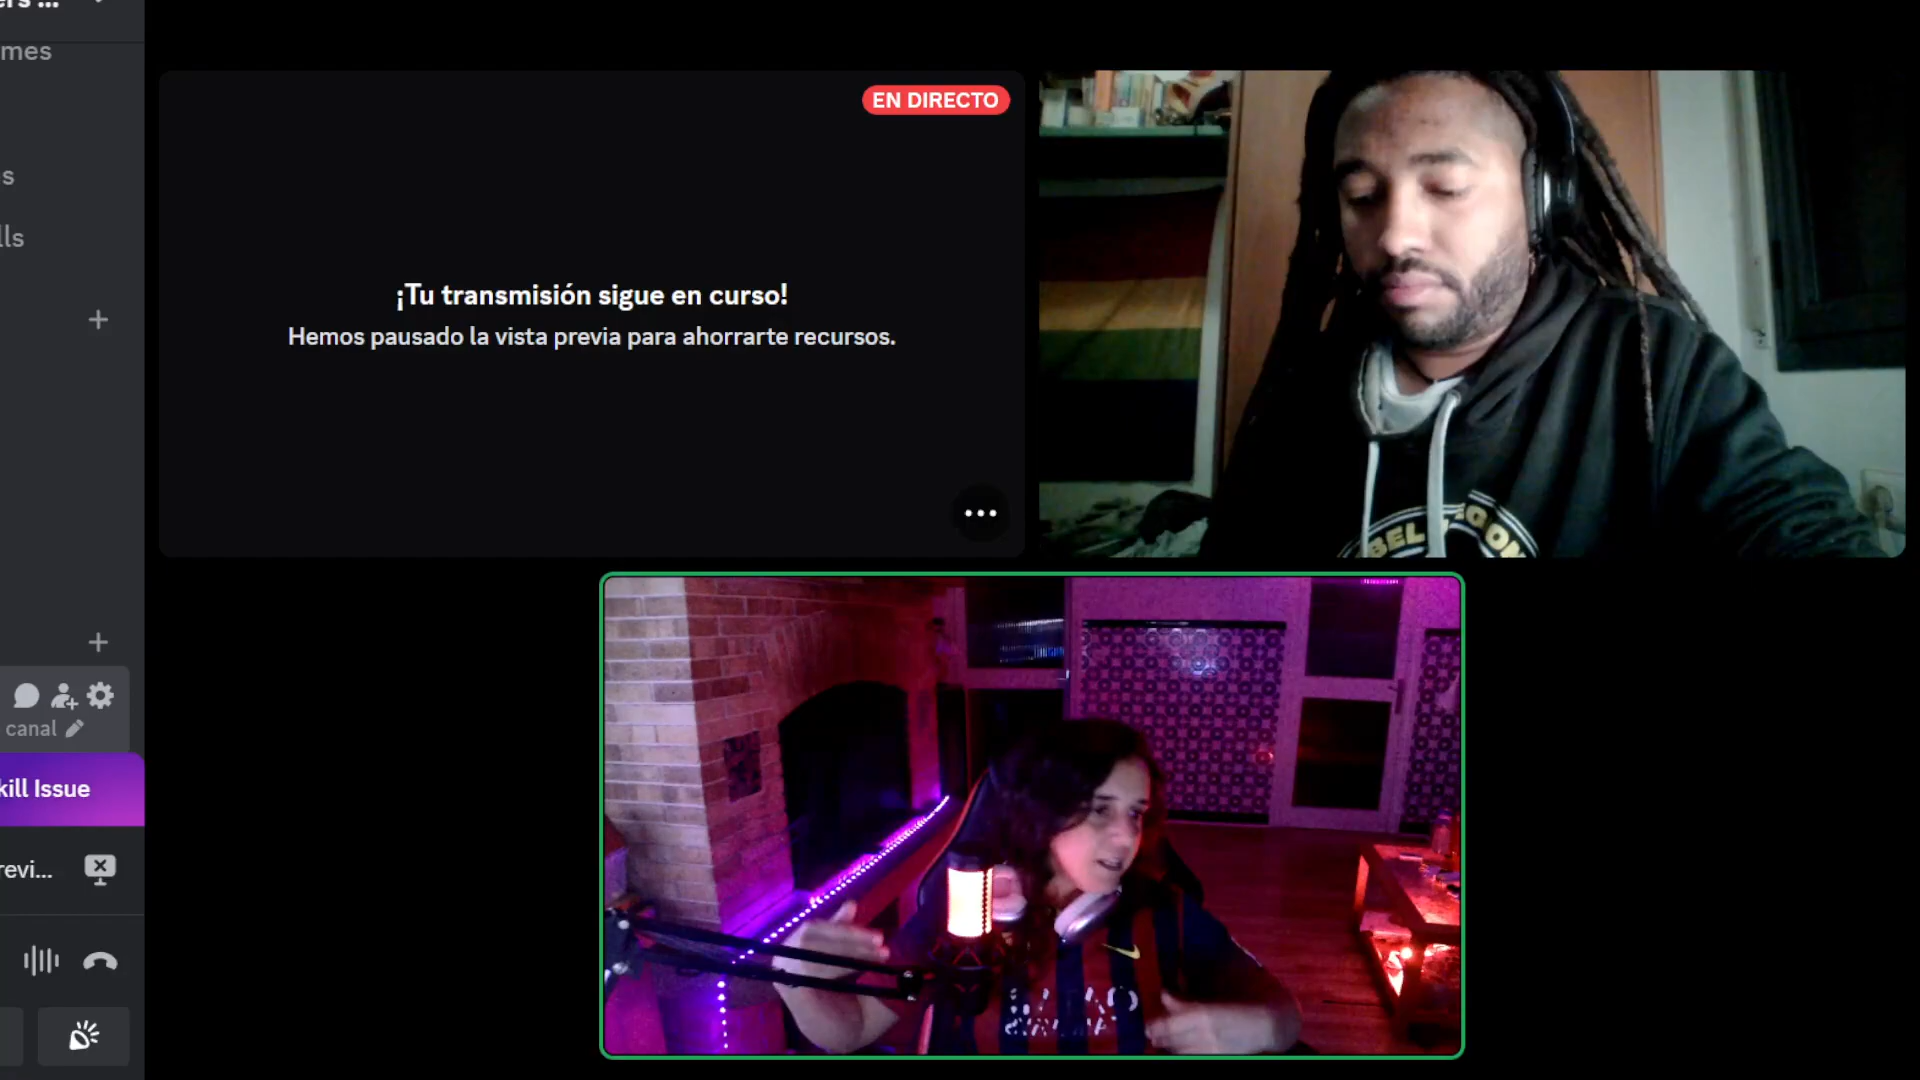 ers ...
mes
s
lls
canal
kill Issue
revi...
EN DIRECTO
¡Tu transmisión sigue en curso!
Hemos pausado la vista previa para ahorrarte recursos.